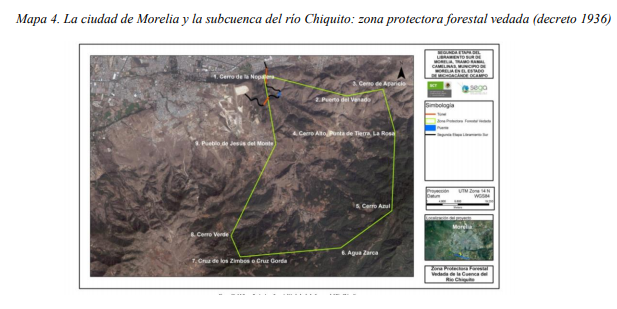 Mapa 4. La ciudad de Morelia y la subcuenca del río Chiquito: zona protectora forestal vedada (decreto 1936)
1. Cerro de la Nopalera
3. Cerro de Aparicio
2. Puerto del Venado
4. Cerro Alto, Punta de Tierra, La Rosa
9. Pueblo de Jesús del Monte
5. Cerro Azul
8. Cerro Verde
6. Agua Zarca
7. Cruz de los Zimbos o Cruz Gorda
SEGUNDA ETAPA DEL
LIBRAMIENTO SUR DE
MORELIA, TRAMO RAMAL
CAMELINAS, MUNICIPIO DE
MORELIA EN EL ESTADO
DE MICHOACÁN DE OCAMPO
SCT
Simbología
Túnel
Zona Protectora Forestal Vedada
Puente
Segunda Etapa Libramiento Sur
Proyección UTM Zona 14 N
Datum WGS84
Localización del proyecto
Morelia
Zona Protectora Forestal
Vedada de la Cuenca del
Río Chiquito